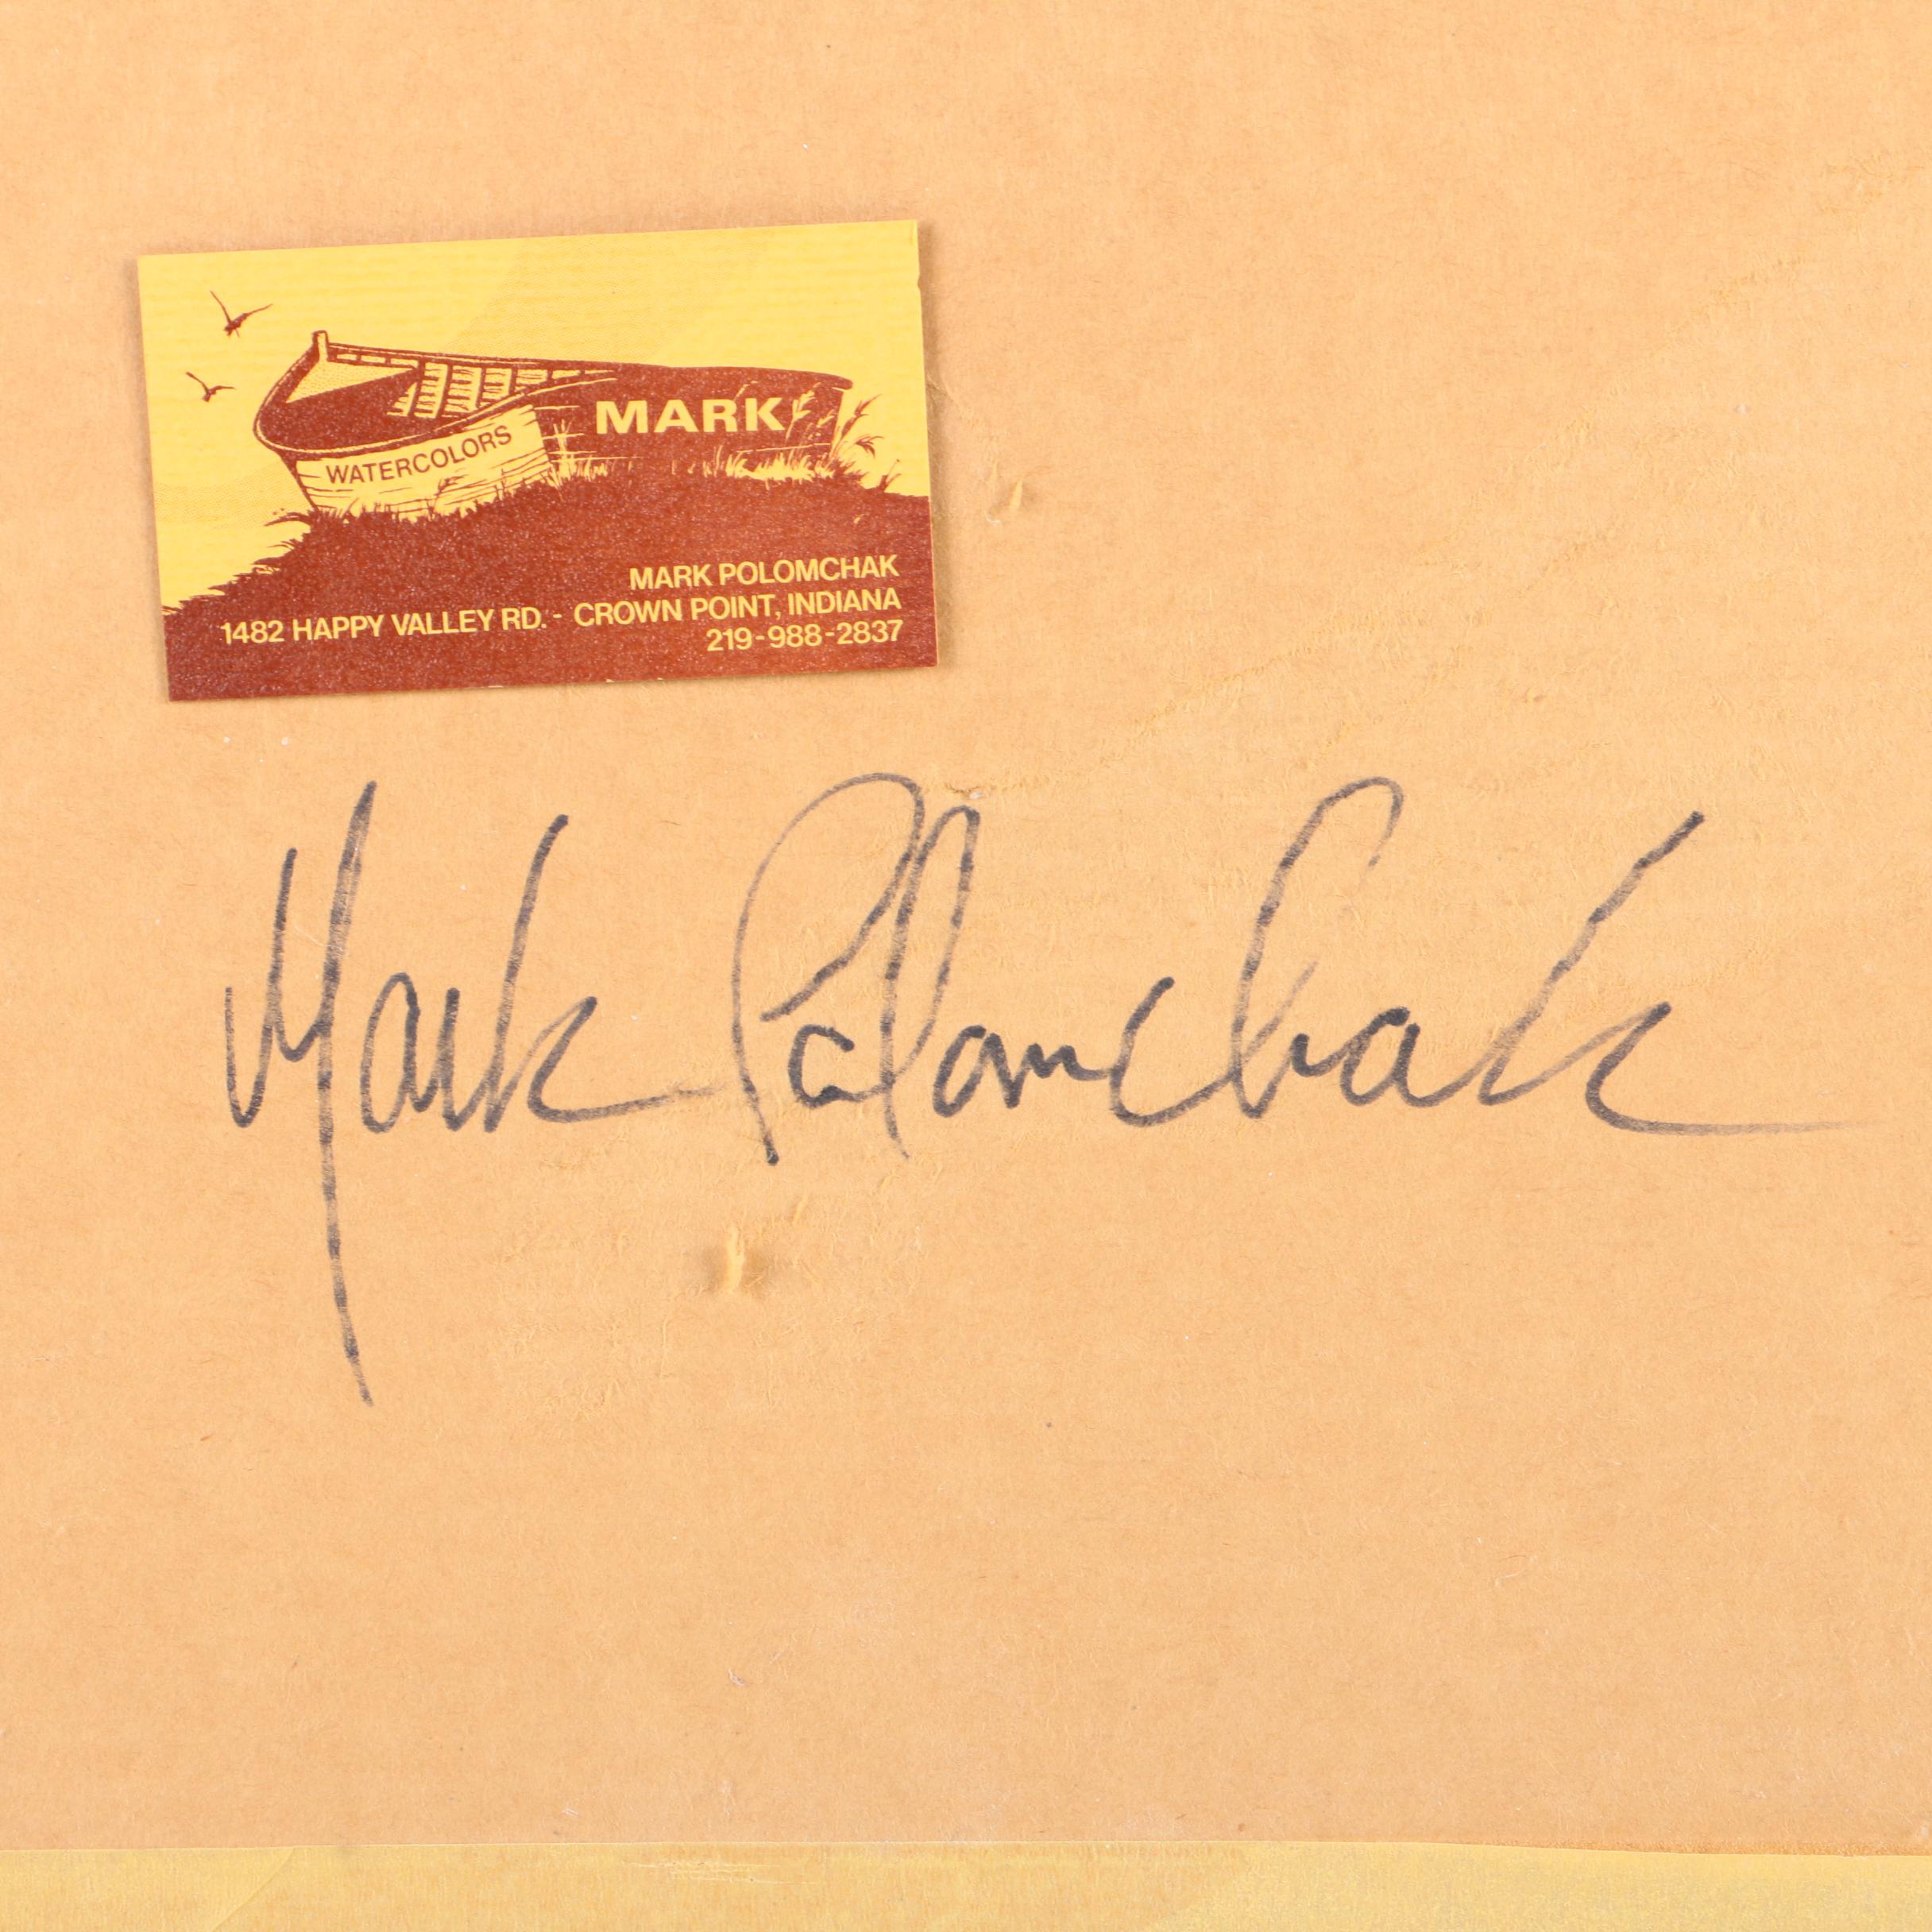 MARK
WATERCOLORS
MARK POLOMCHAK
1482 HAPPY VALLEY RD. - CROWN POINT, INDIANA
219-988-2837
Mark Polomchak